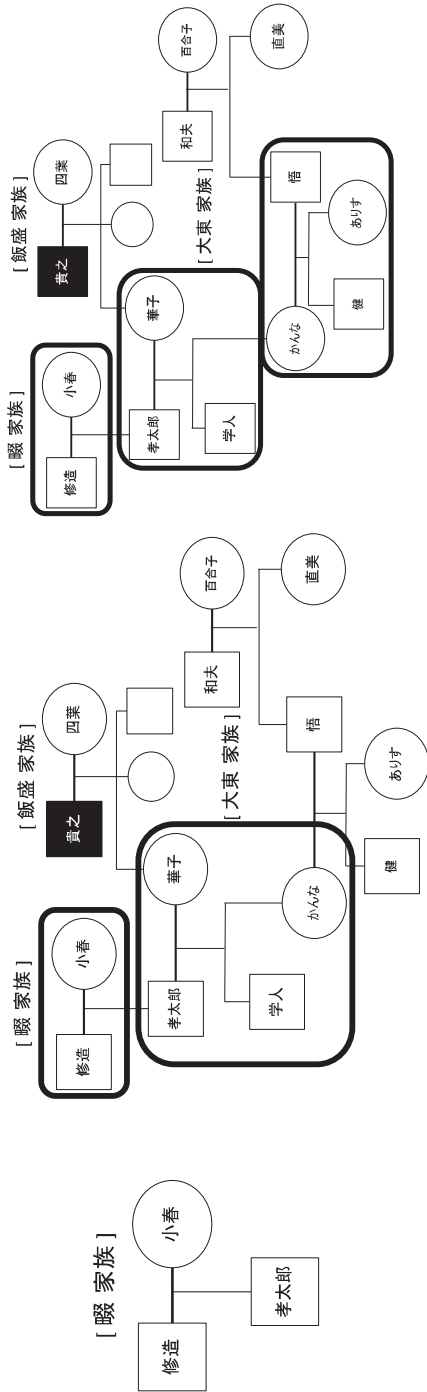 [ 畷 家族 ]
修造
小春
孝太郎
[ 畷 家族 ]
修造
小春
[ 飯盛 家族 ]
貴之
四葉
孝太郎
華子
学人
かんな
[ 大東 家族 ]
和夫
百合子
悟
直美
健
ありす
[ 畷 家族 ]
修造
小春
[ 飯盛 家族 ]
貴之
四葉
孝太郎
華子
学人
かんな
[ 大東 家族 ]
和夫
百合子
悟
直美
健
ありす